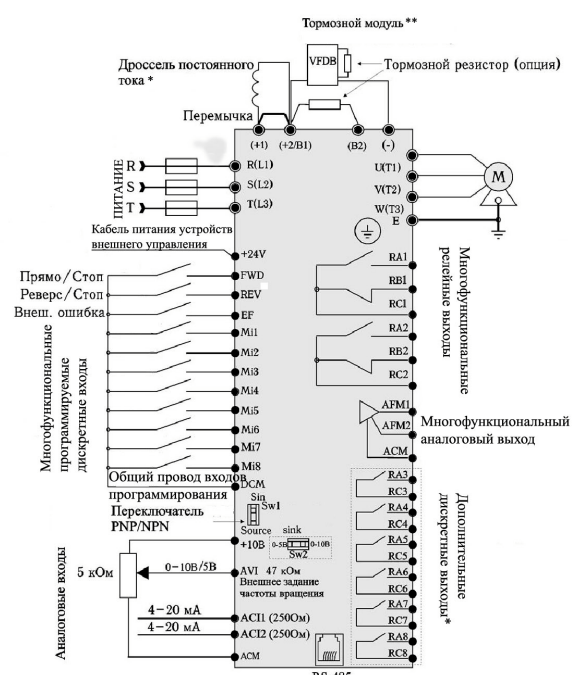 Тормозной модуль **
VFDB
Дроссель постоянного
тока *
Тормозной резистор (опция)
Перемычка
(+1)
(+2/B1)
(B2)
(-)
ПИТАНИЕ
R
S
T
R(L1)
S(L2)
T(L3)
U(T1)
V(T2)
W(T3)
E
M
Кабель питания устройств
внешнего управления
+24V
Прямо/Стоп
FWD
Реверс/Стоп
REV
Внеш. ошибка
EF
Mi1
Mi2
Mi3
Mi4
Mi5
Mi6
Mi7
Mi8
DCM
Многофункциональные
программируемые
дискретные входы
Общий провод входов
программирования
Переключатель
PNP/NPN
Sin
Sw1
Source
sink
0-5В
0-10В
Sw2
RA1
RB1
RC1
RA2
RB2
RC2
Многофункциональные
релейные выходы
AFM1
AFM2
ACM
Многофункциональный
аналоговый выход
RA3
RC3
RA4
RC4
RA5
RC5
RA6
RC6
RA7
RC7
RA8
RC8
Дополнительные
дискретные выходы*
Аналоговые входы
+10В
5 кОм
0-10В/5В
AVI 47 кОм
Внешнее задание
частоты вращения
4-20 мА
ACI1 (250Ом)
4-20 мА
ACI2 (250Ом)
ACM
RS-485